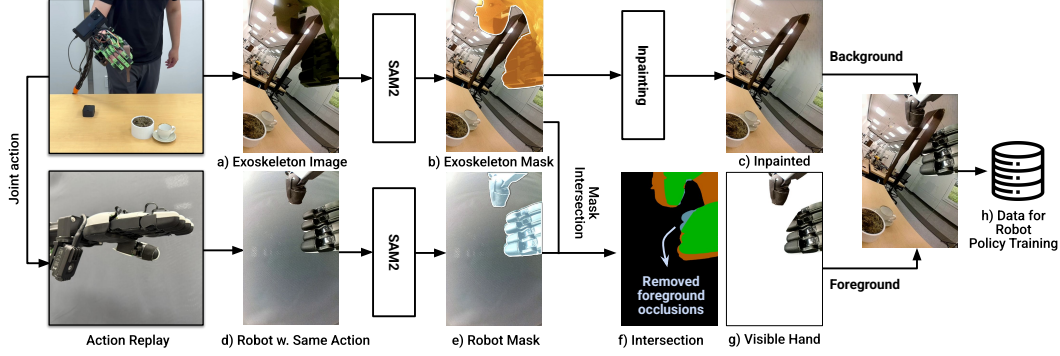 Joint action
SAM2
Inpainting
Background
a) Exoskeleton Image
b) Exoskeleton Mask
c) Inpainted
Mask
Intersection
SAM2
Removed
foreground
occlusions
h) Data for
Robot
Policy Training
Foreground
Action Replay
d) Robot w. Same Action
e) Robot Mask
f) Intersection
g) Visible Hand